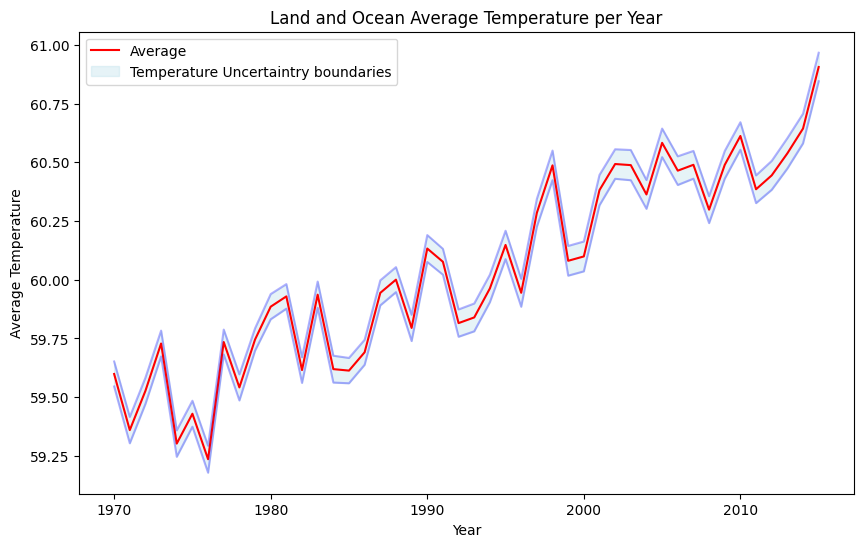 Land and Ocean Average Temperature per Year
Average
Temperature Uncertaintry boundaries
Average Temperature
61.00
60.75
60.50
60.25
60.00
59.75
59.50
59.25
1970
1980
1990
2000
2010
Year